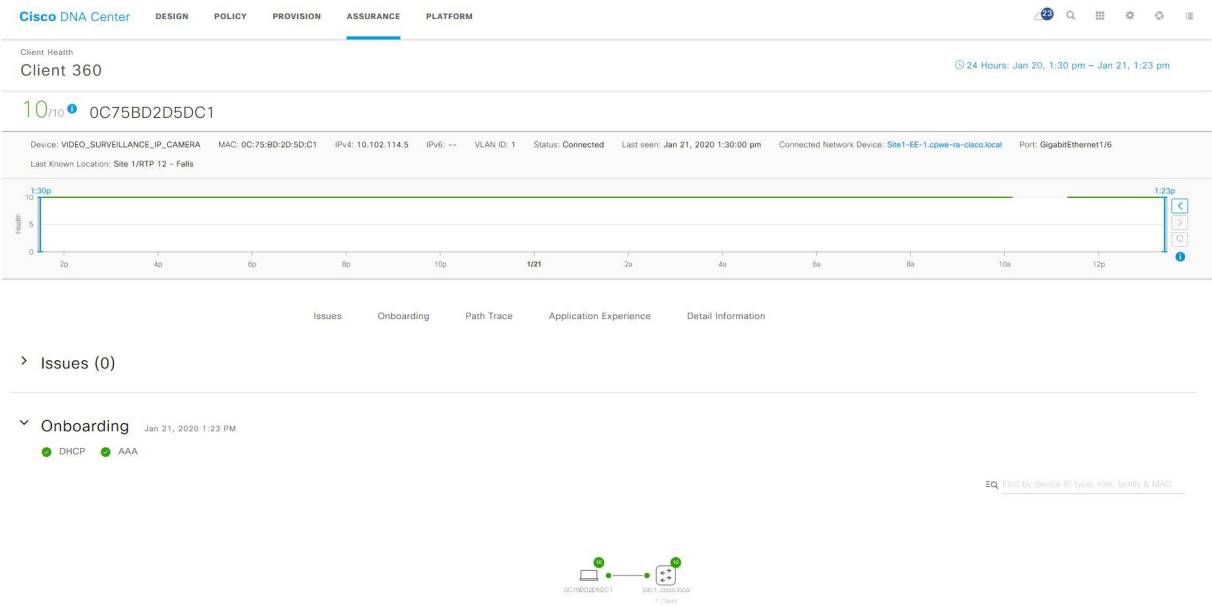 Cisco DNA Center DESIGN POLICY PROVISION ASSURANCE PLATFORM 23
Client Health
Client 360
24 Hours: Jan 20, 1:30 pm – Jan 21, 1:23 pm
10/10 i 0C75BD2D5DC1
Device: VIDEO_SURVEILLANCE_IP_CAMERA MAC: 0C:75:BD:2D:5D:C1 IPv4: 10.102.114.5 IPv6: -- VLAN ID: 1 Status: Connected Last seen: Jan 21, 2020 1:30:00 pm Connected Network Device: Site1-EE-1.cpwe-ra-cisco.local Port: GigabitEthernet1/6
Last Known Location: Site 1/RTP 12 - Falls
1:30p 1:23p
10
5
0
Health
2p 4p 6p 8p 10p 1/21 2a 4a 6a 8a 10a 12p
i
Issues Onboarding Path Trace Application Experience Detail Information
Issues (0)
Onboarding Jan 21, 2020 1:23 PM
DHCP AAA
Find by device IP, type, role, family & MAC
10 10
0C75BD2D5DC1 Site1...cisco.local
1 Client